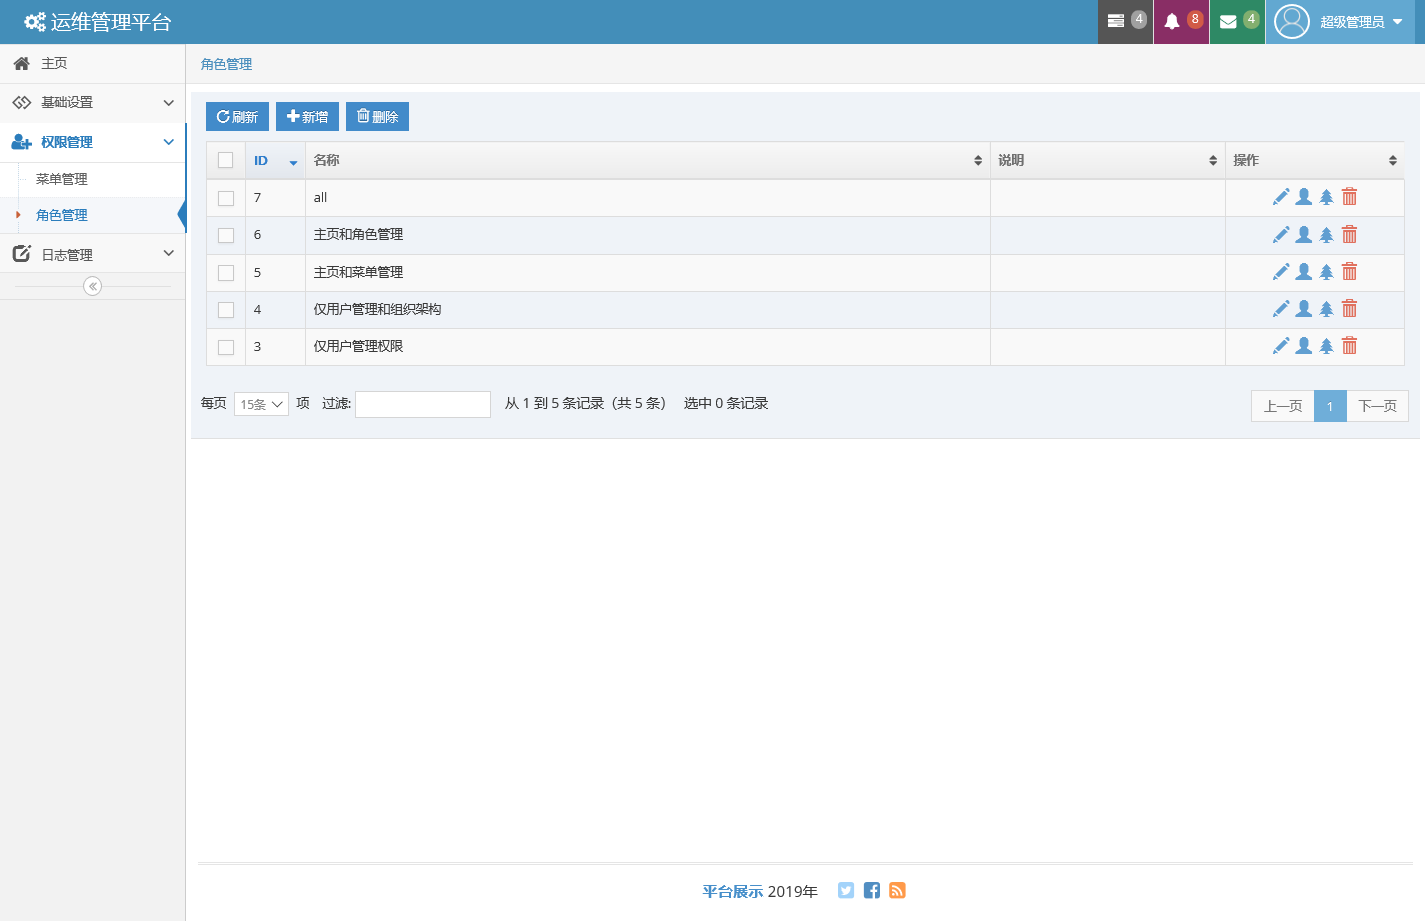 运维管理平台
4
8
4
超级管理员
主页
基础设置
权限管理
菜单管理
角色管理
日志管理
角色管理
刷新
新增
删除
ID 名称 说明 操作
7 all
6 主页和角色管理
5 主页和菜单管理
4 仅用户管理和组织架构
3 仅用户管理权限
每页 15条 项 过滤: 从 1 到 5 条记录（共 5 条） 选中 0 条记录
上一页 1 下一页
平台展示 2019年